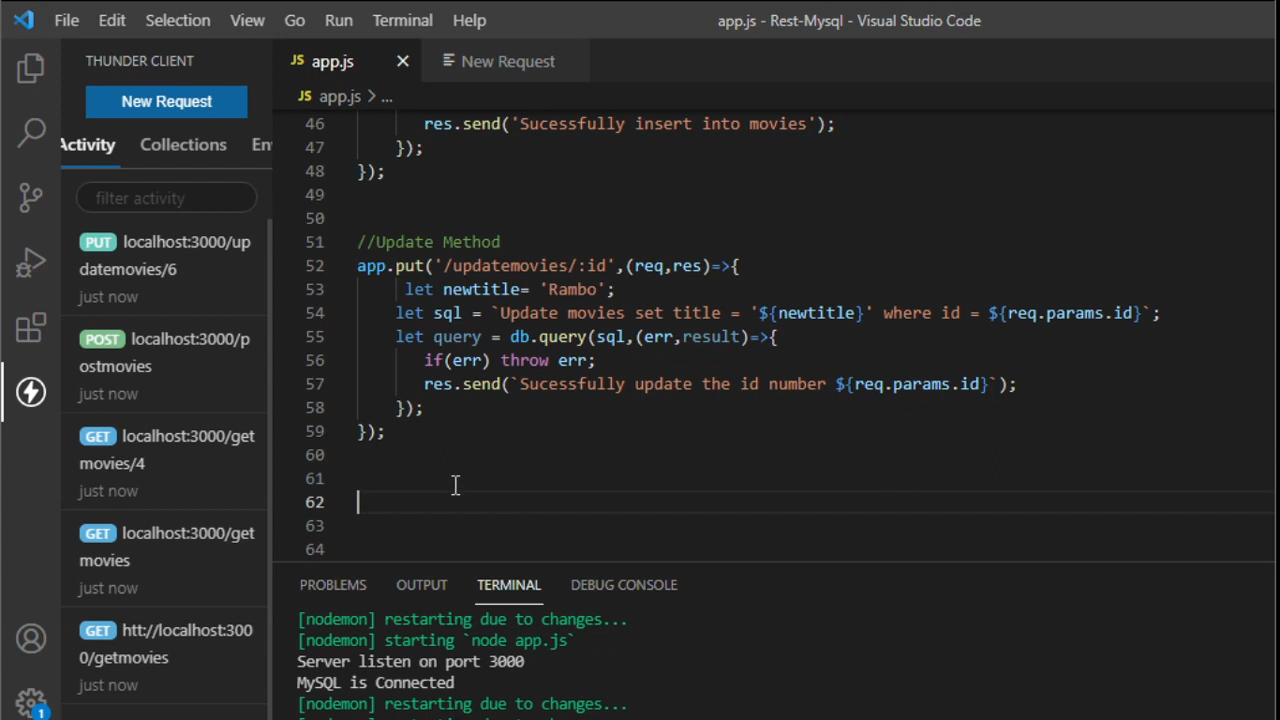 File Edit Selection View Go Run Terminal Help app.js - Rest-Mysql - Visual Studio Code
THUNDER CLIENT
New Request
Activity Collections En
filter activity
PUT localhost:3000/up
datemovies/6
just now
POST localhost:3000/p
ostmovies
just now
GET localhost:3000/get
movies/4
just now
GET localhost:3000/get
movies
just now
GET htt://localhost:300
0/getmovies
just now
1
JS app.js × New Request
JS app.js > ...
46 res.send('Sucessfully insert into movies');
47 });
48 });
49
50
51 //Update Method
52 app.put('/updatemovies/:id',(req,res)=>{
53 let newtitle= 'Rambo';
54 let sql = `Update movies set title = '${newtitle}' where id = ${req.params.id}`;
55 let query = db.query(sql,(err,result)=>{
56 if(err) throw err;
57 res.send(`Sucessfully update the id number ${req.params.id}`);
58 });
59 });
60
61
62
63
64
PROBLEMS OUTPUT TERMINAL DEBUG CONSOLE
[nodemon] restarting due to changes...
[nodemon] starting `node app.js`
Server listen on port 3000
MySQL is Connected
[nodemon] restarting due to changes...